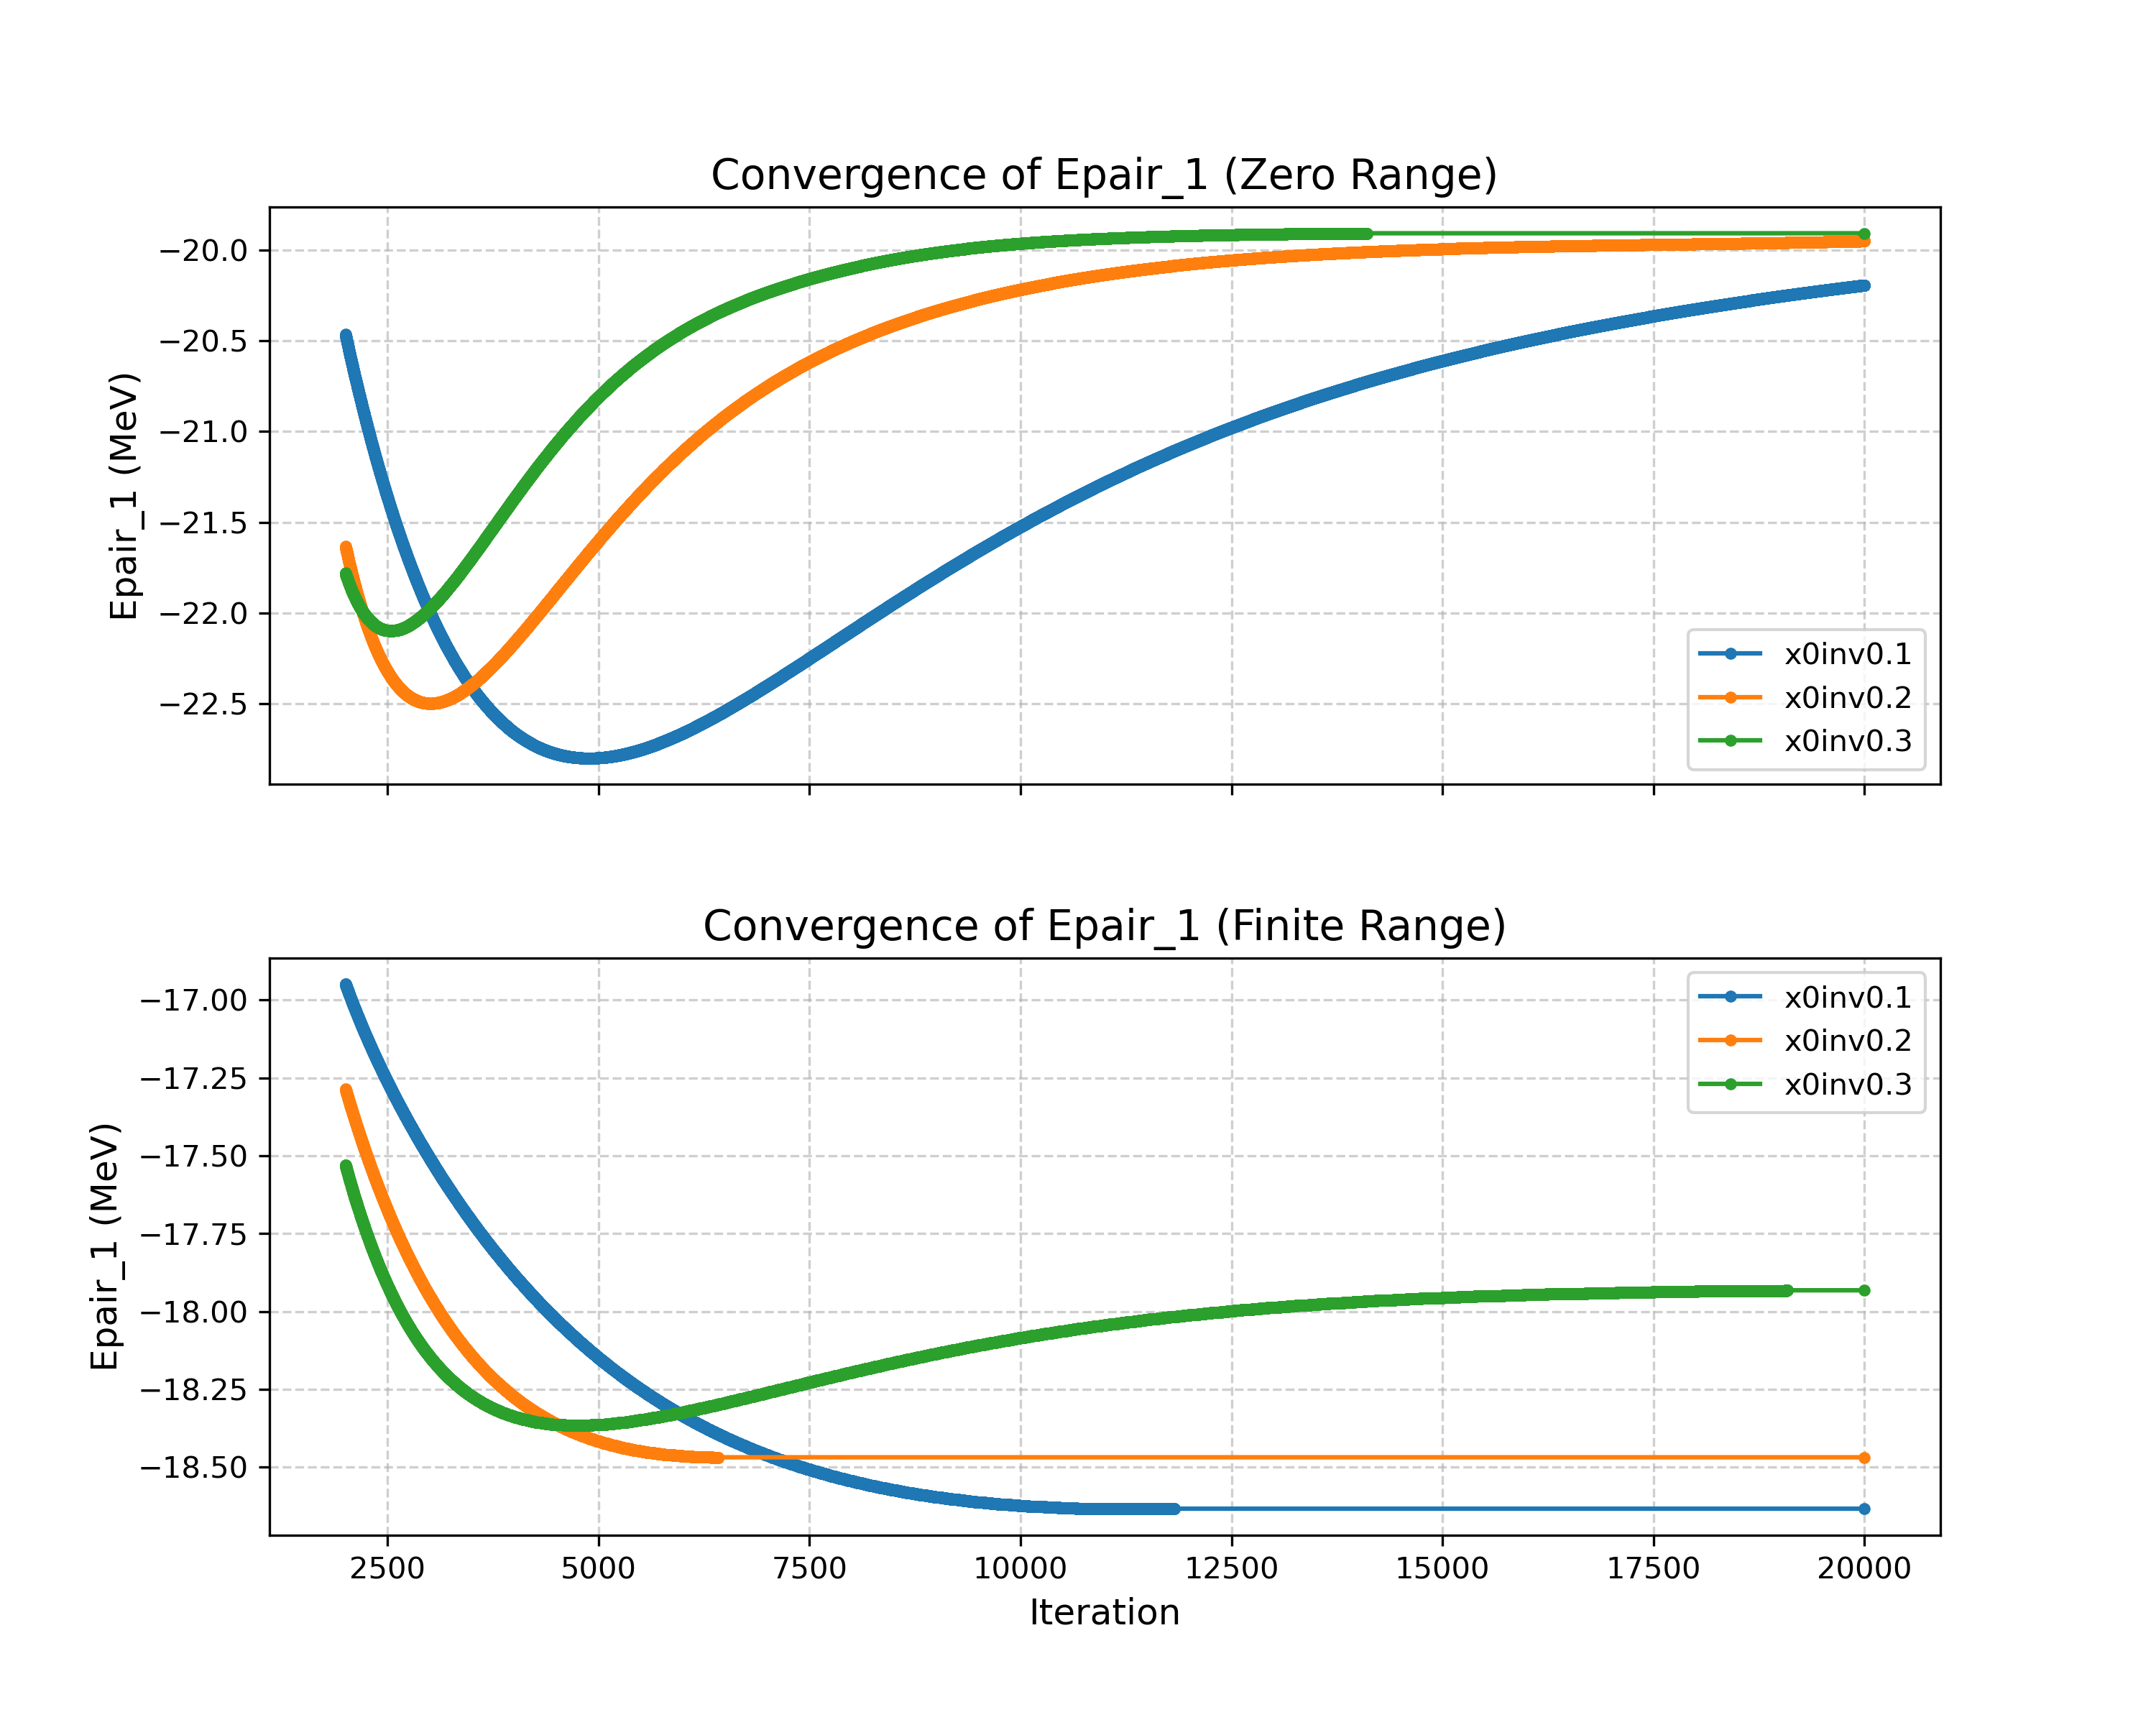 Convergence of Epair_1 (Zero Range)
Epair_1 (MeV)
−20.0
−20.5
−21.0
−21.5
−22.0
−22.5
x0inv0.1
x0inv0.2
x0inv0.3
Convergence of Epair_1 (Finite Range)
Epair_1 (MeV)
−17.00
−17.25
−17.50
−17.75
−18.00
−18.25
−18.50
x0inv0.1
x0inv0.2
x0inv0.3
2500 5000 7500 10000 12500 15000 17500 20000
Iteration